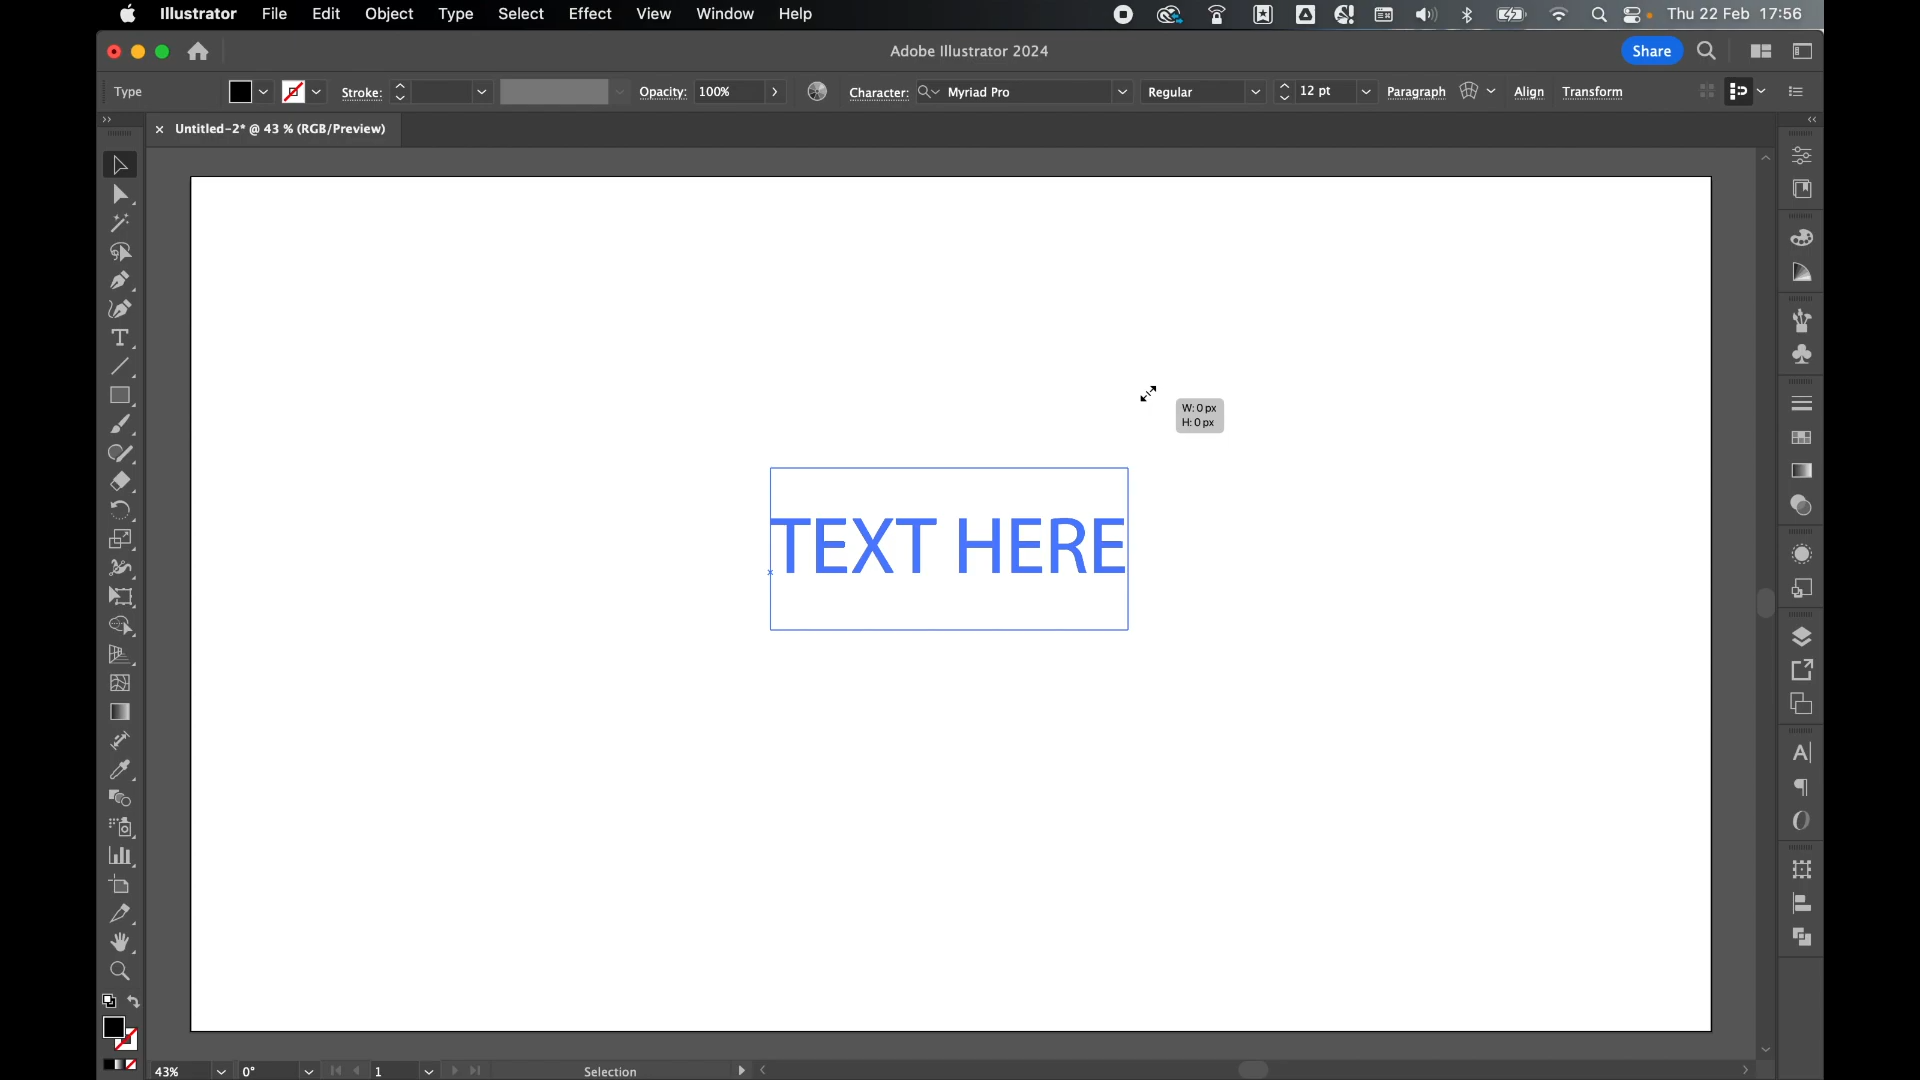 Illustrator File Edit Object Type Select Effect View Window Help Thu 22 Feb 17:56
Adobe Illustrator 2024 Share
Type Stroke: Opacity: 100% Character: Myriad Pro Regular 12 pt Paragraph Align Transform
Untitled-2* @ 43 % (RGB/Preview)
W: 0 px
H: 0 px
TEXT HERE
43% 0° 1 Selection